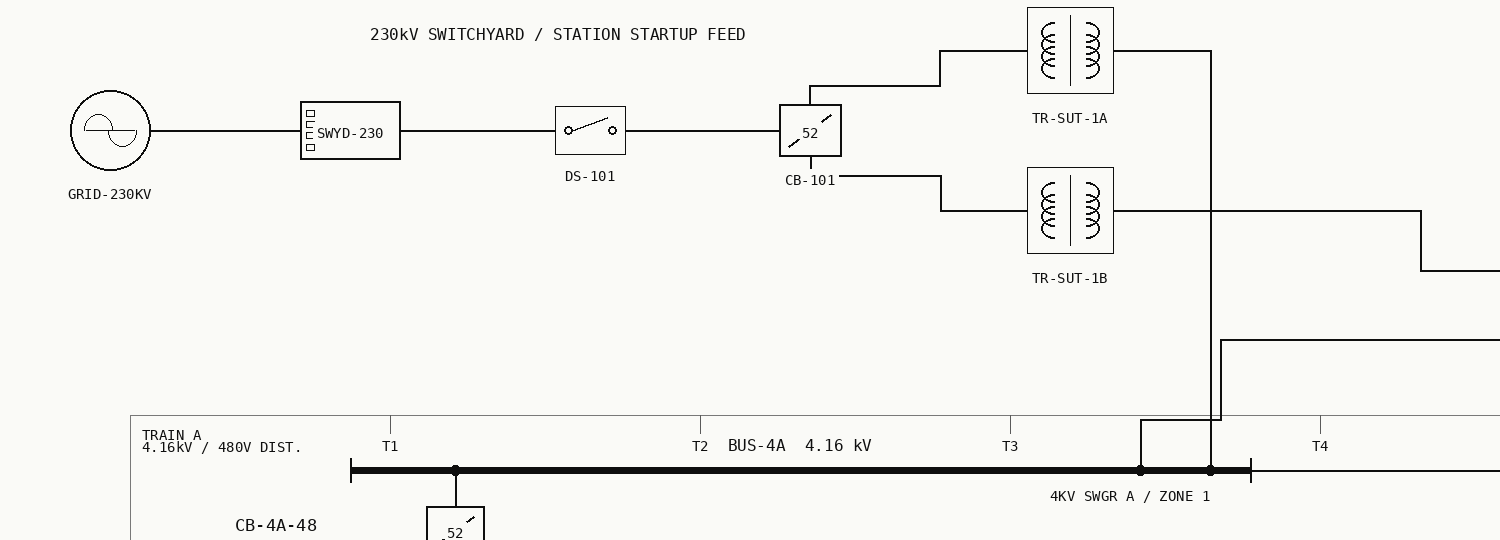 230kV SWITCHYARD / STATION STARTUP FEED
TR-SUT-1A
SWYD-230
52
DS-101
CB-101
GRID-230KV
TR-SUT-1B
TRAIN A
4.16kV / 480V DIST.
T1
T2
BUS-4A 4.16 kV
T3
T4
4KV SWGR A / ZONE 1
CB-4A-48
52